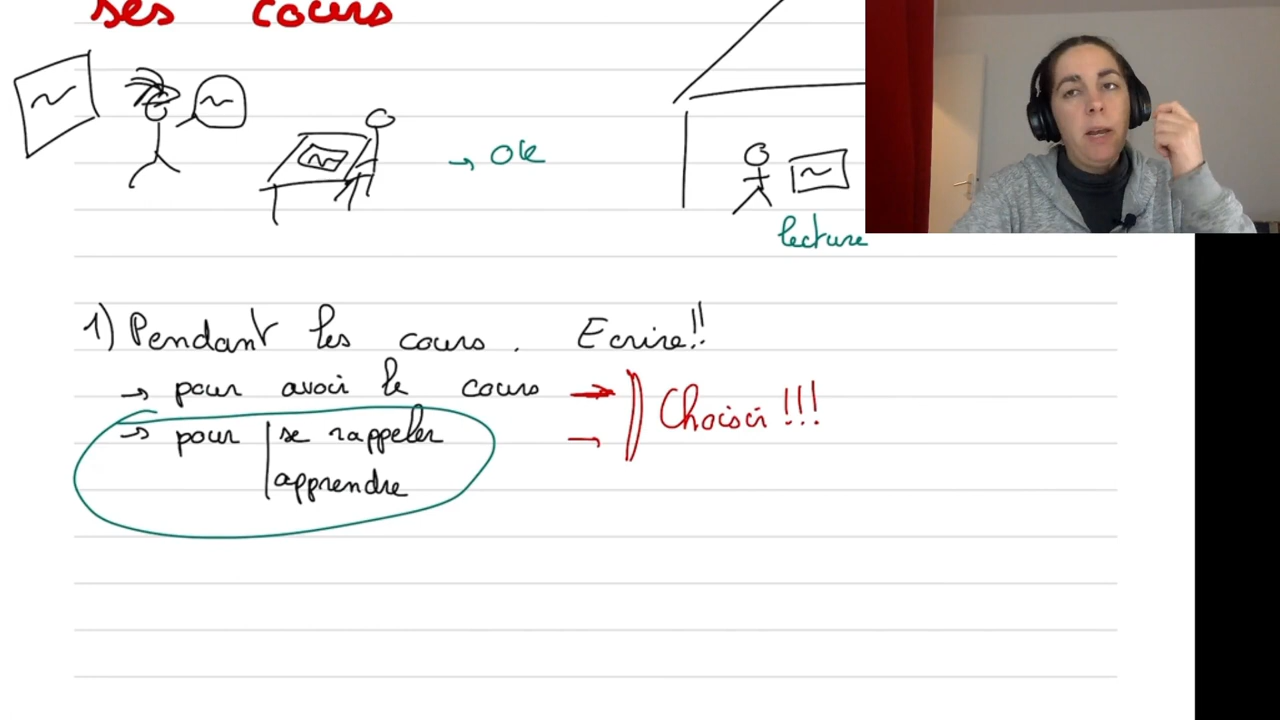 ses cours
→ ok
lecture
1) Pendant les cours. Ecrire!!
→ pour avoir le cours →
→ pour se rappeler →
apprendre
Choisir !!!